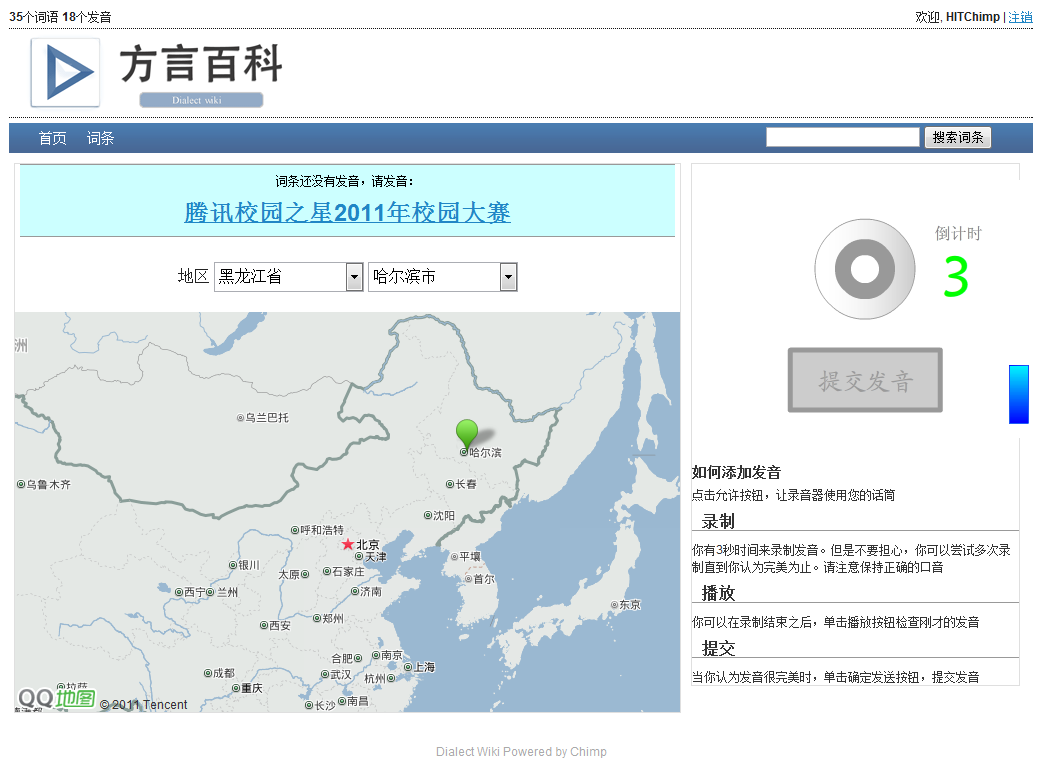 35个词语 18个发音
欢迎, HITChimp | 注销
方言百科
Dialect wiki
首页 词条
搜索词条
词条还没有发音，请发音：
腾讯校园之星2011年校园大赛
地区 黑龙江省 哈尔滨市
洲
乌兰巴托
哈尔滨
乌鲁木齐
长春
沈阳
呼和浩特
北京
天津
平壤
银川
太原
石家庄
首尔
西宁
兰州
济南
东京
西安
郑州
合肥
南京
上海
成都
武汉
杭州
重庆
拉萨
长沙
南昌
QQ地图 © 2011 Tencent
倒计时
3
提交发音
如何添加发音
点击允许按钮，让录音器使用您的话筒
录制
你有3秒时间来录制发音。但是不要担心，你可以尝试多次录
制直到你认为完美为止。请注意保持正确的口音
播放
你可以在录制结束之后，单击播放按钮检查刚才的发音
提交
当你认为发音很完美时，单击确定发送按钮，提交发音
Dialect Wiki Powered by Chimp